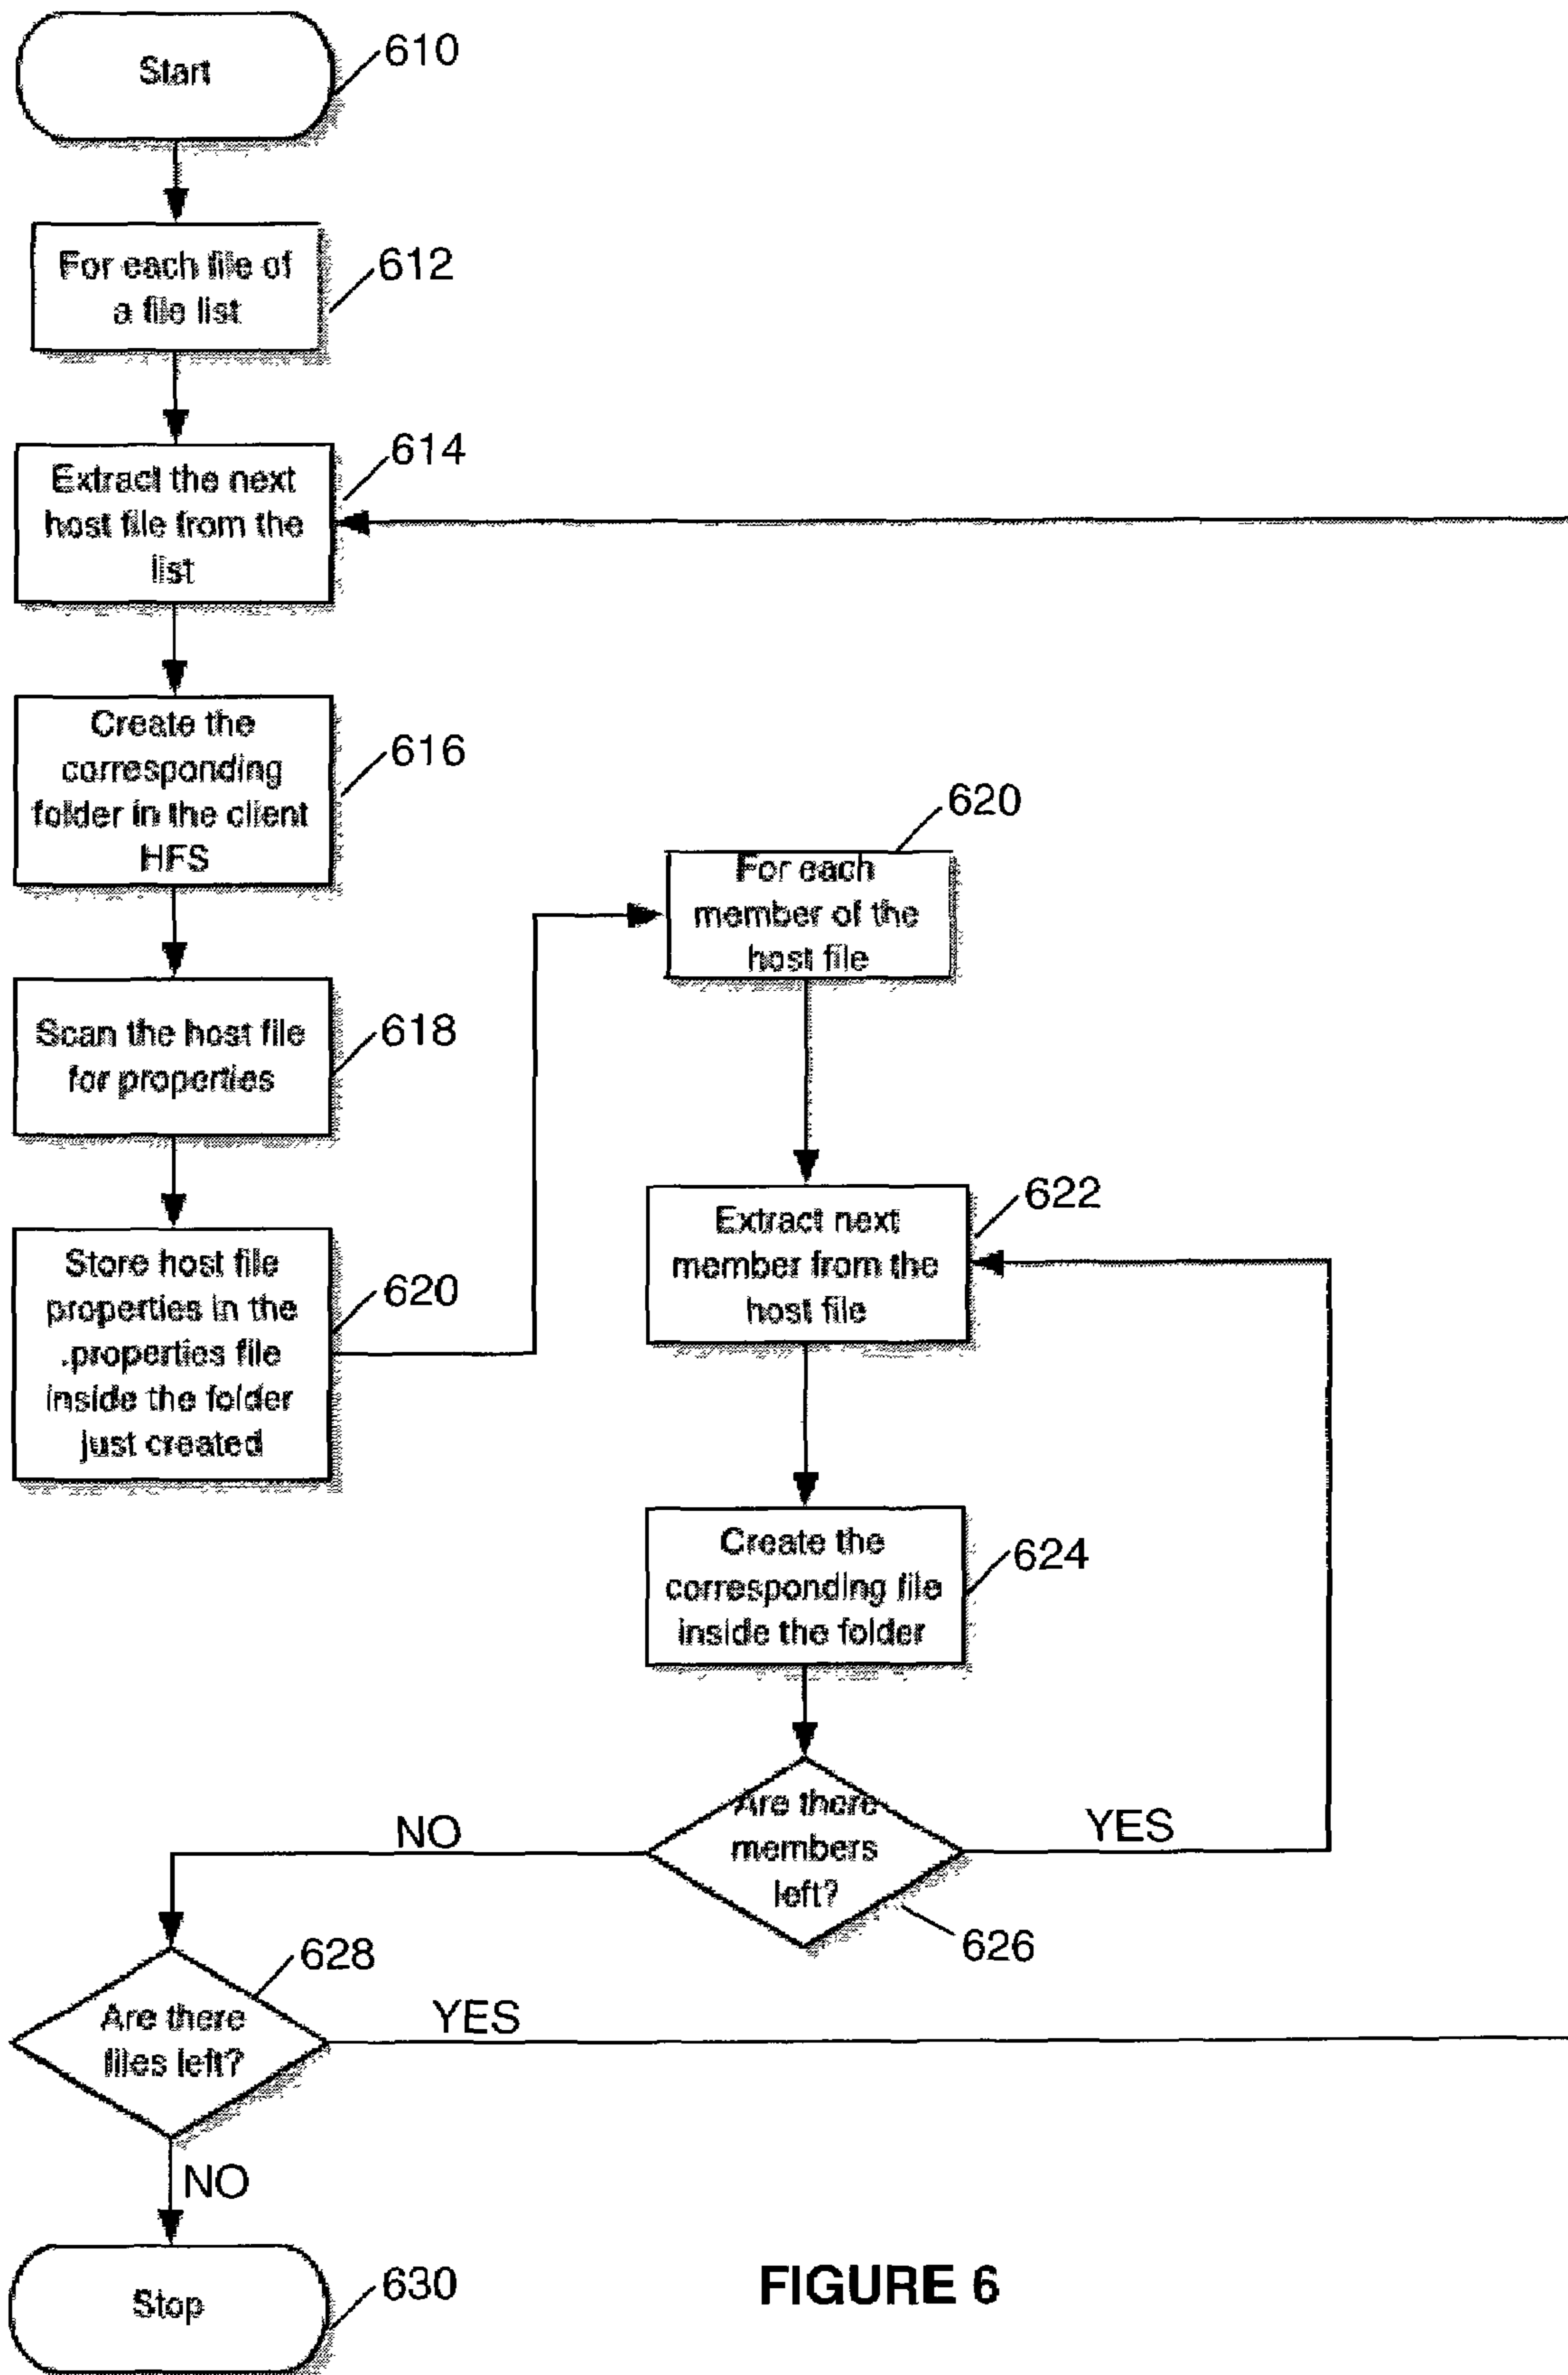 Start
610
For each file of
a file list
612
Extract the next
host file from the
list
614
Create the
corresponding
folder in the client
HFS
616
Scan the host file
for properties
618
Store host file
properties in the
.properties file
inside the folder
just created
620
For each
member of the
host file
620
Extract next
member from the
host file
622
Create the
corresponding file
inside the folder
624
Are there
members
left?
626
NO
YES
Are there
files left?
628
YES
NO
Stop
630
FIGURE 6